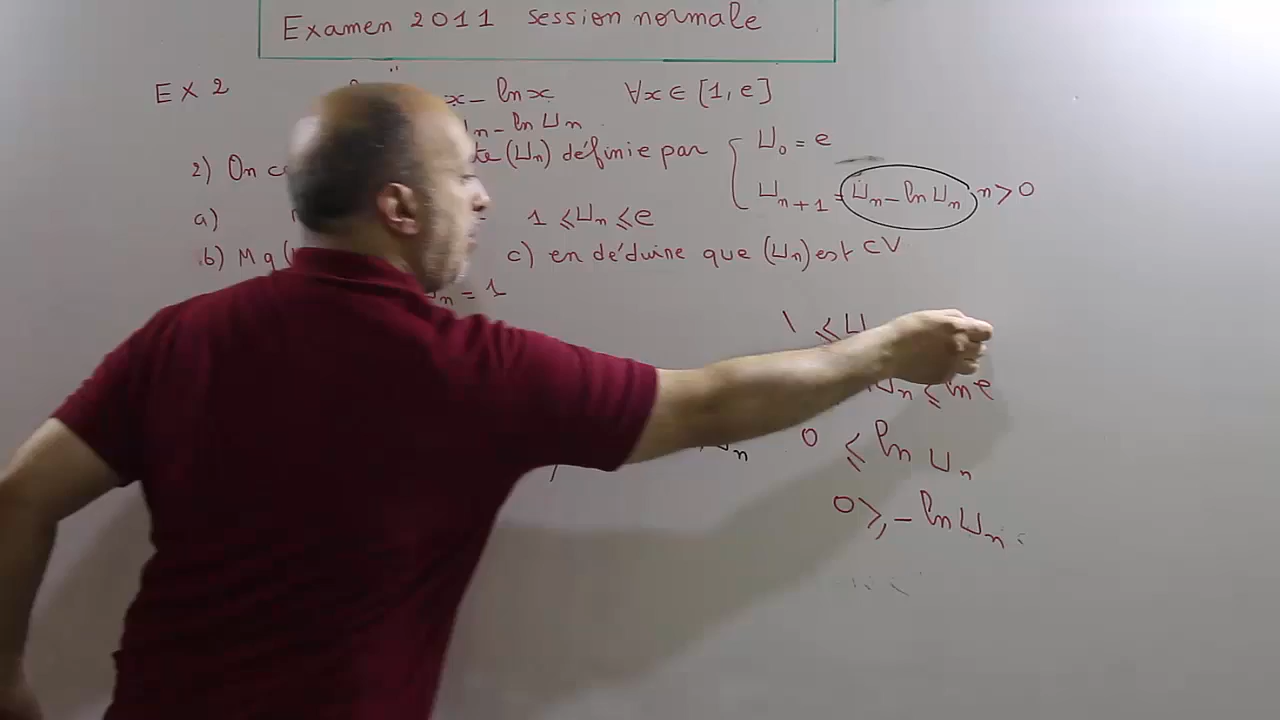 Examen 2011 session normale
EX 2 x - ln x ∀x ∈ [1, e]
n - ln Un
2) On (Un) définie par { U0 = e
Un+1 = Un - ln Un n ≥ 0
a) 1 ≤ Un ≤ e
b) Mq c) en déduire que (Un) est CV
n = 1
1 ≤ U
Un ≤ ln e
Un 0 ≤ ln Un
0 ≥ - ln Un